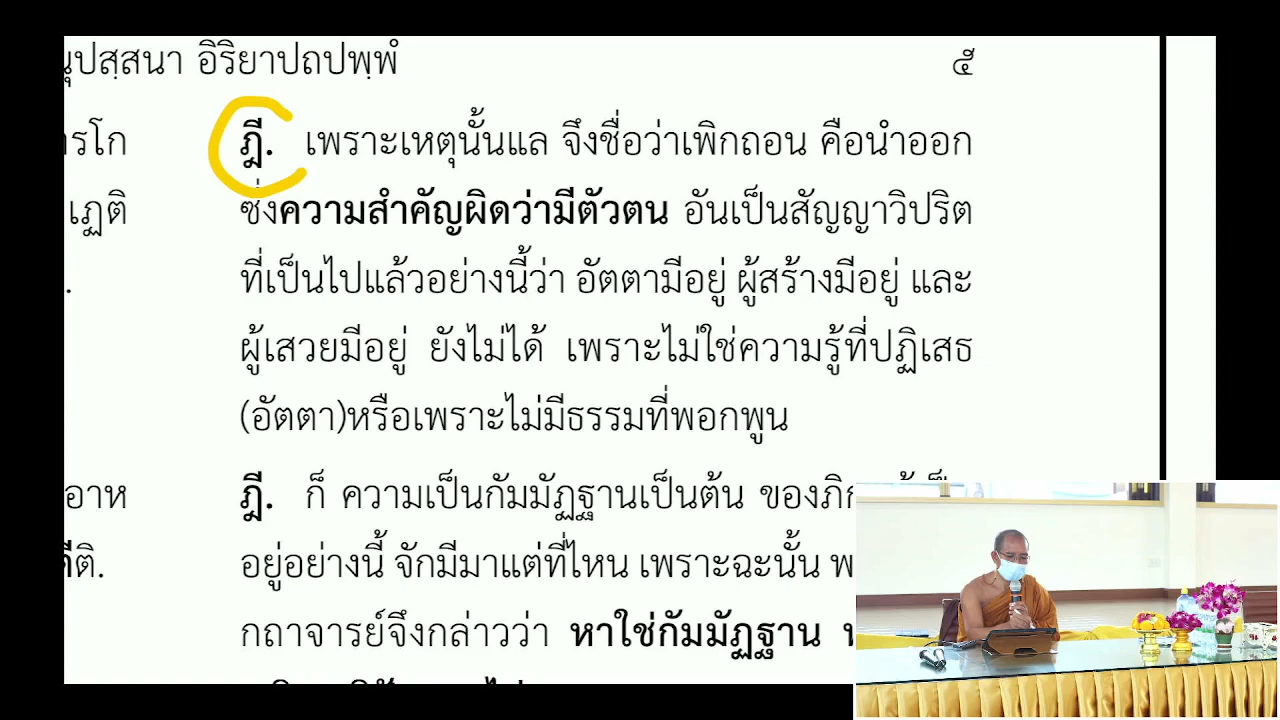 นุปสฺสนา อิริยาปถปพฺพํ ๕
ารโก
ฎี. เพราะเหตุนั้นแล จึงชื่อว่าเพิกถอน คือนำออก
เฏติ
ซึ่งความสำคัญผิดว่ามีตัวตน อันเป็นสัญญาวิปริต
.
ที่เป็นไปแล้วอย่างนี้ว่า อัตตามีอยู่ ผู้สร้างมีอยู่ และ
ผู้เสวยมีอยู่ ยังไม่ได้ เพราะไม่ใช่ความรู้ที่ปฏิเสธ
(อัตตา)หรือเพราะไม่มีธรรมที่พอกพูน
อาห
ฎี. ก็ ความเป็นกัมมัฏฐานเป็นต้น ของภิก
ติ.
อยู่อย่างนี้ จักมีมาแต่ที่ไหน เพราะฉะนั้น พ
กถาจารย์จึงกล่าวว่า หาใช่กัมมัฏฐาน